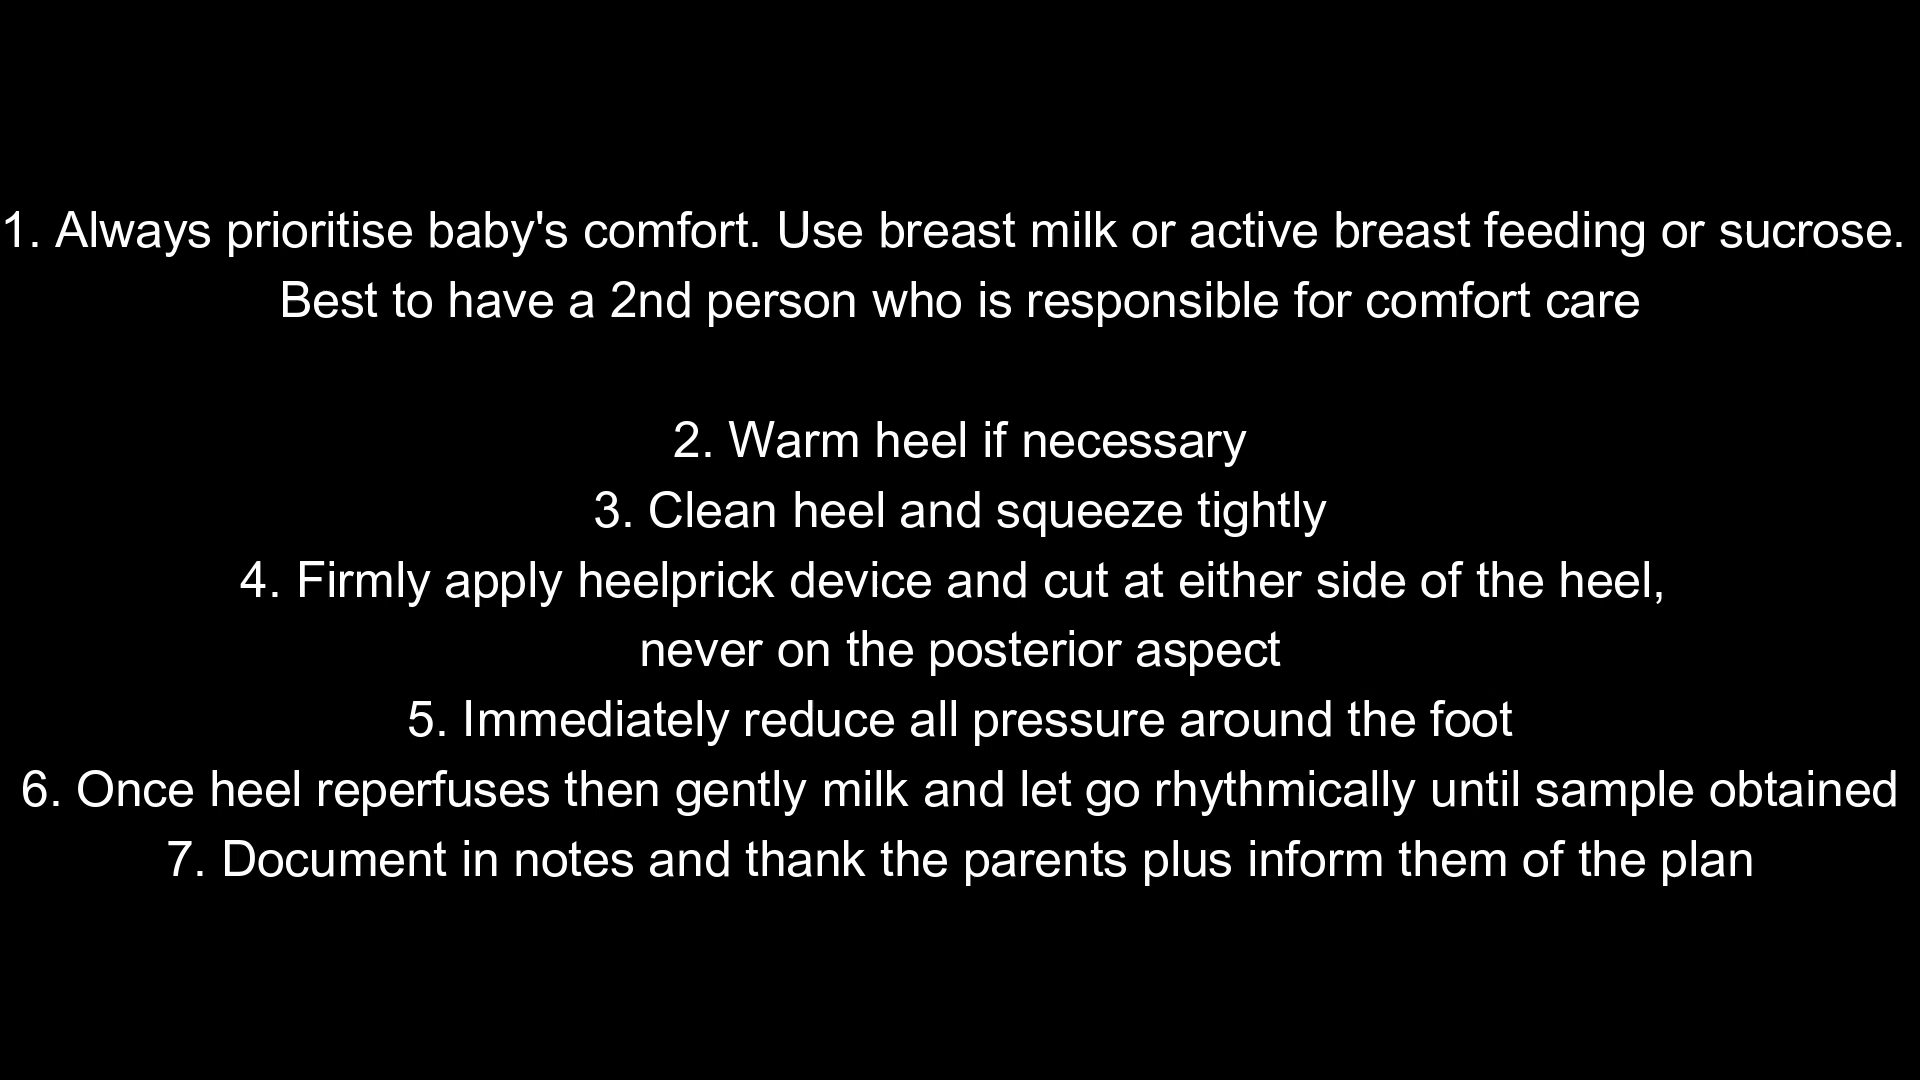 1. Always prioritise baby's comfort. Use breast milk or active breast feeding or sucrose.
Best to have a 2nd person who is responsible for comfort care
2. Warm heel if necessary
3. Clean heel and squeeze tightly
4. Firmly apply heelprick device and cut at either side of the heel,
never on the posterior aspect
5. Immediately reduce all pressure around the foot
6. Once heel reperfuses then gently milk and let go rhythmically until sample obtained
7. Document in notes and thank the parents plus inform them of the plan